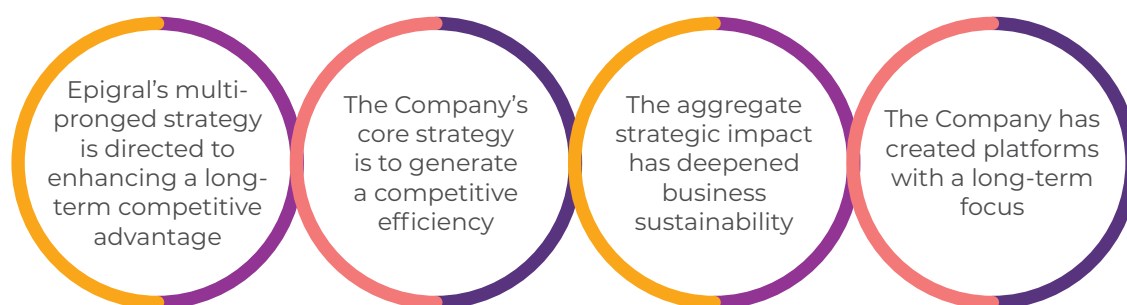 Epigral’s multi-
pronged strategy
is directed to
enhancing a long-
term competitive
advantage
The Company’s
core strategy
is to generate
a competitive
efficiency
The aggregate
strategic impact
has deepened
business
sustainability
The Company has
created platforms
with a long-term
focus